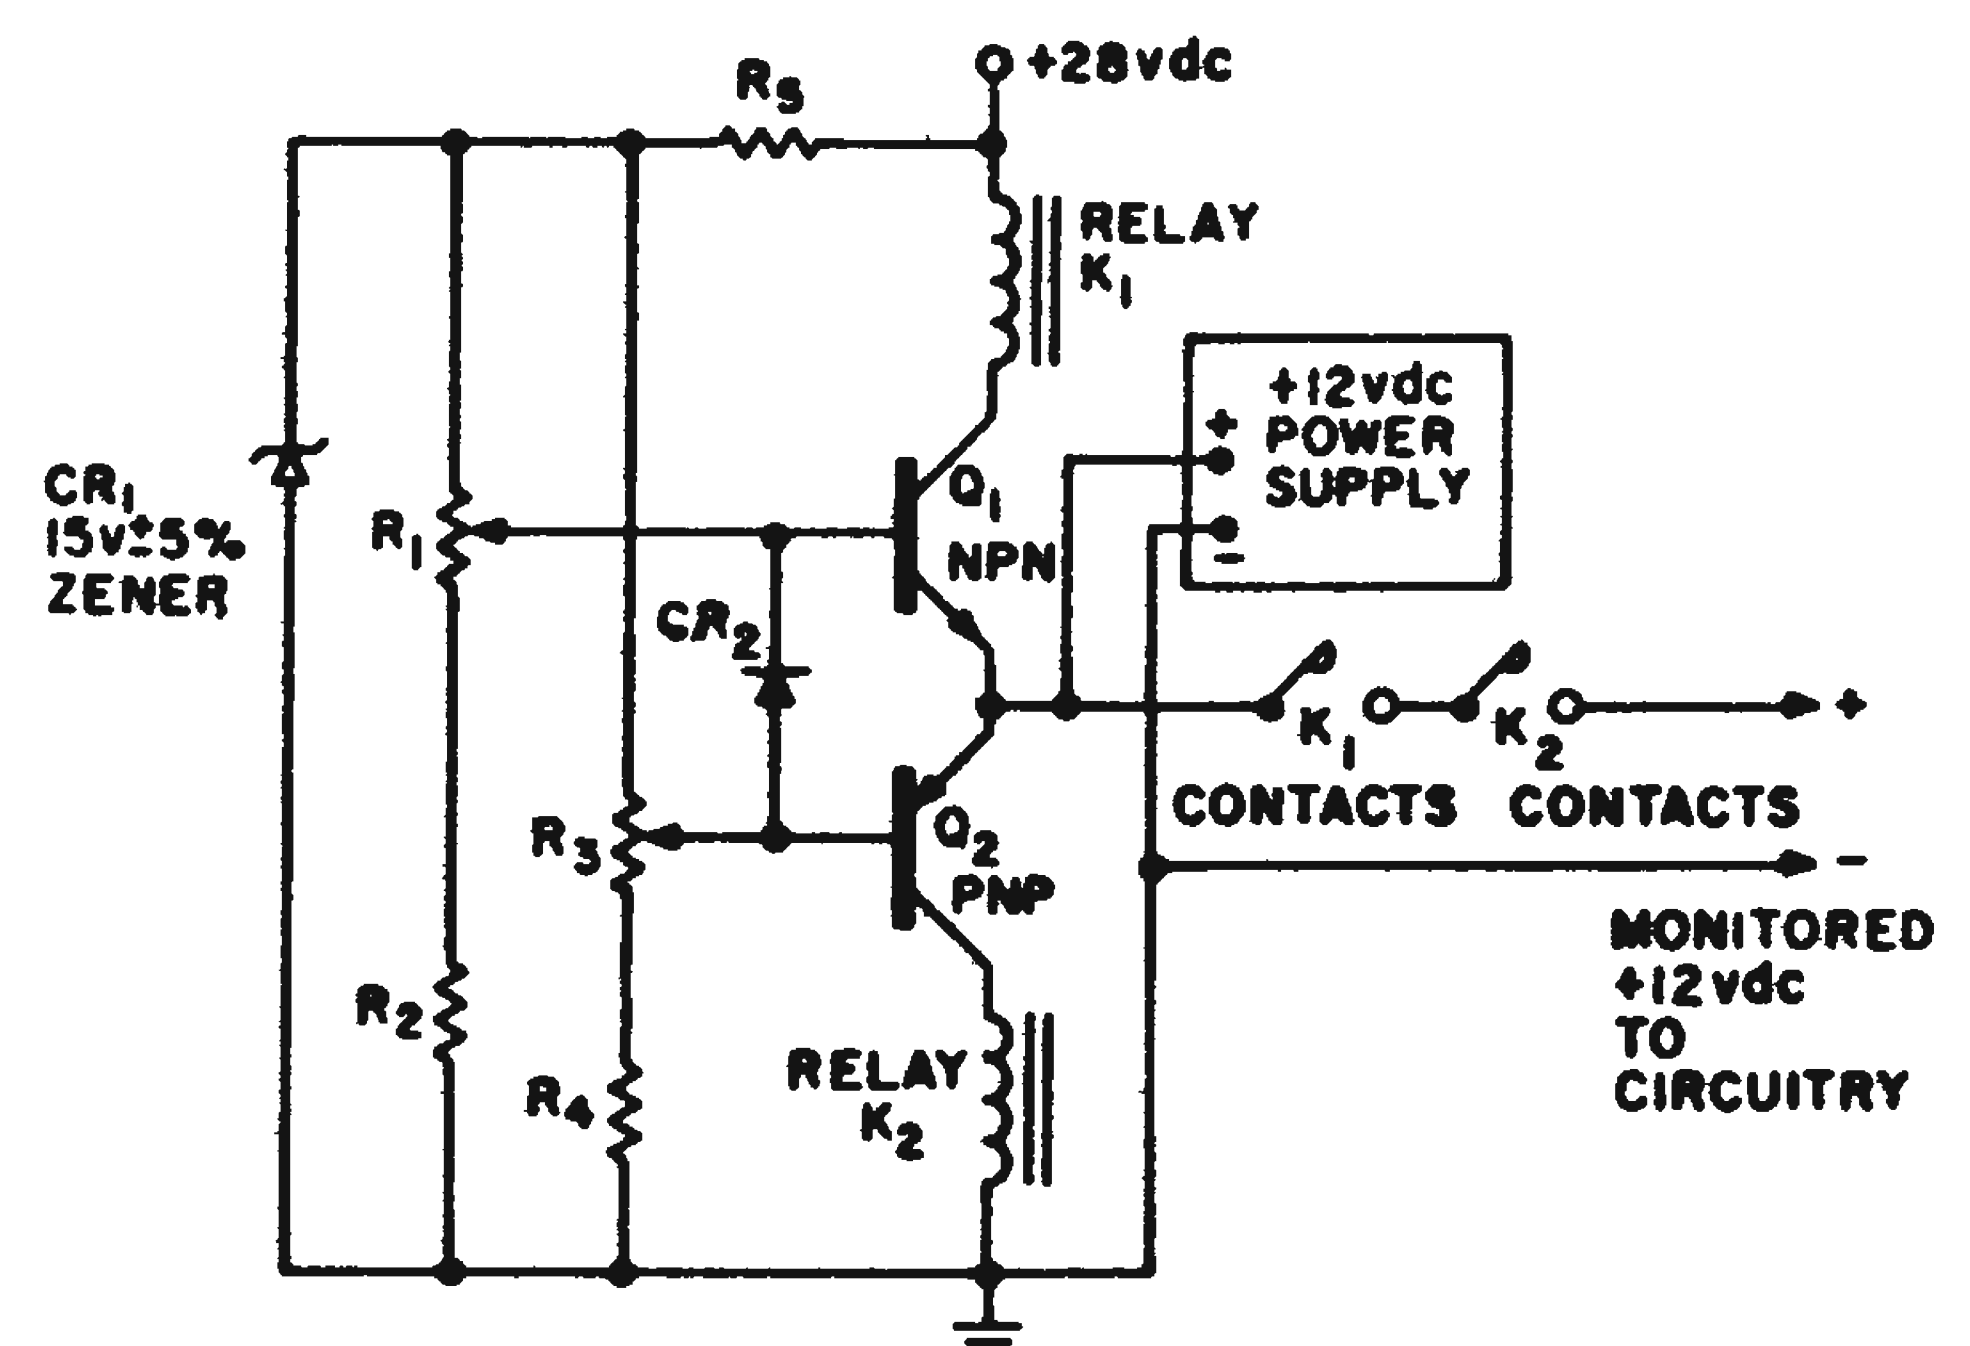 +28vdc
R5
RELAY
K1
+12vdc
POWER
SUPPLY
+
-
CR1
15v±5%
ZENER
R1
Q1
NPN
CR2
K1
CONTACTS
K2
CONTACTS
+
R3
Q2
PNP
-
MONITORED
+12vdc
TO
CIRCUITRY
R2
R4
RELAY
K2